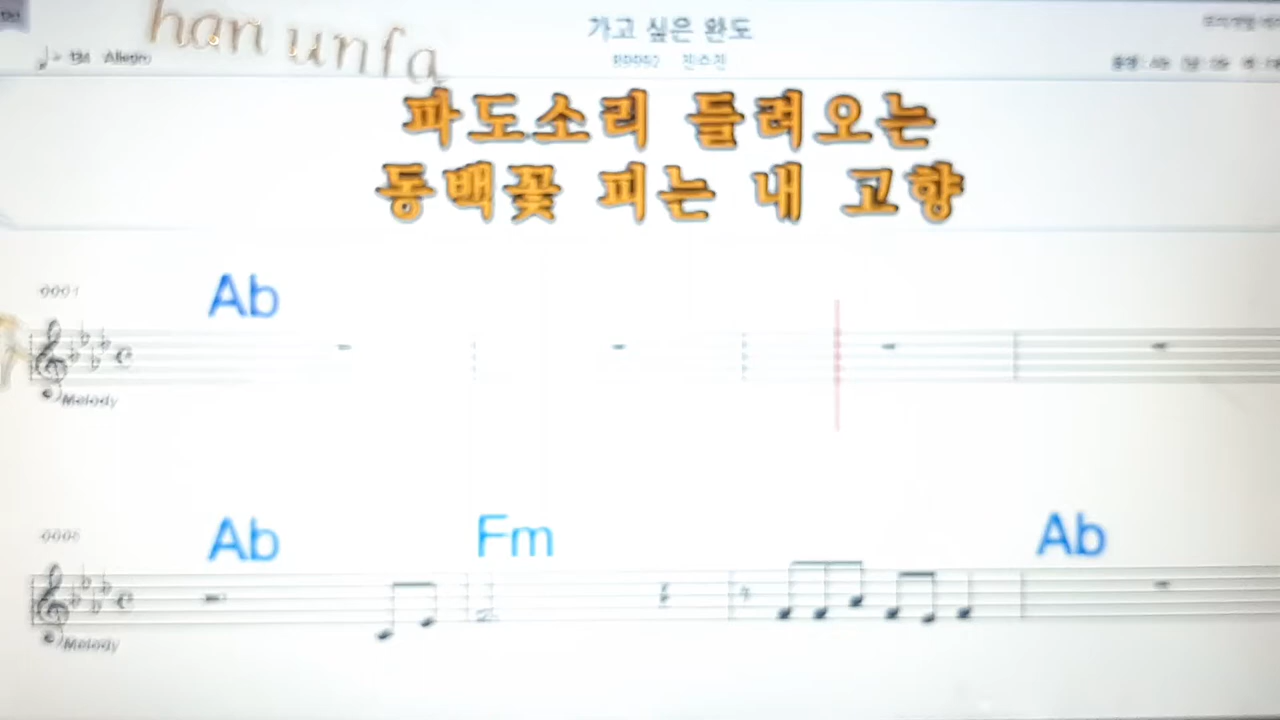 han unfa
가고 싶은 완도
Allegro
파도소리 들려오는
동백꽃 피는 내 고향
0001
Ab
Melody
Ab
Fm
Ab
Melody